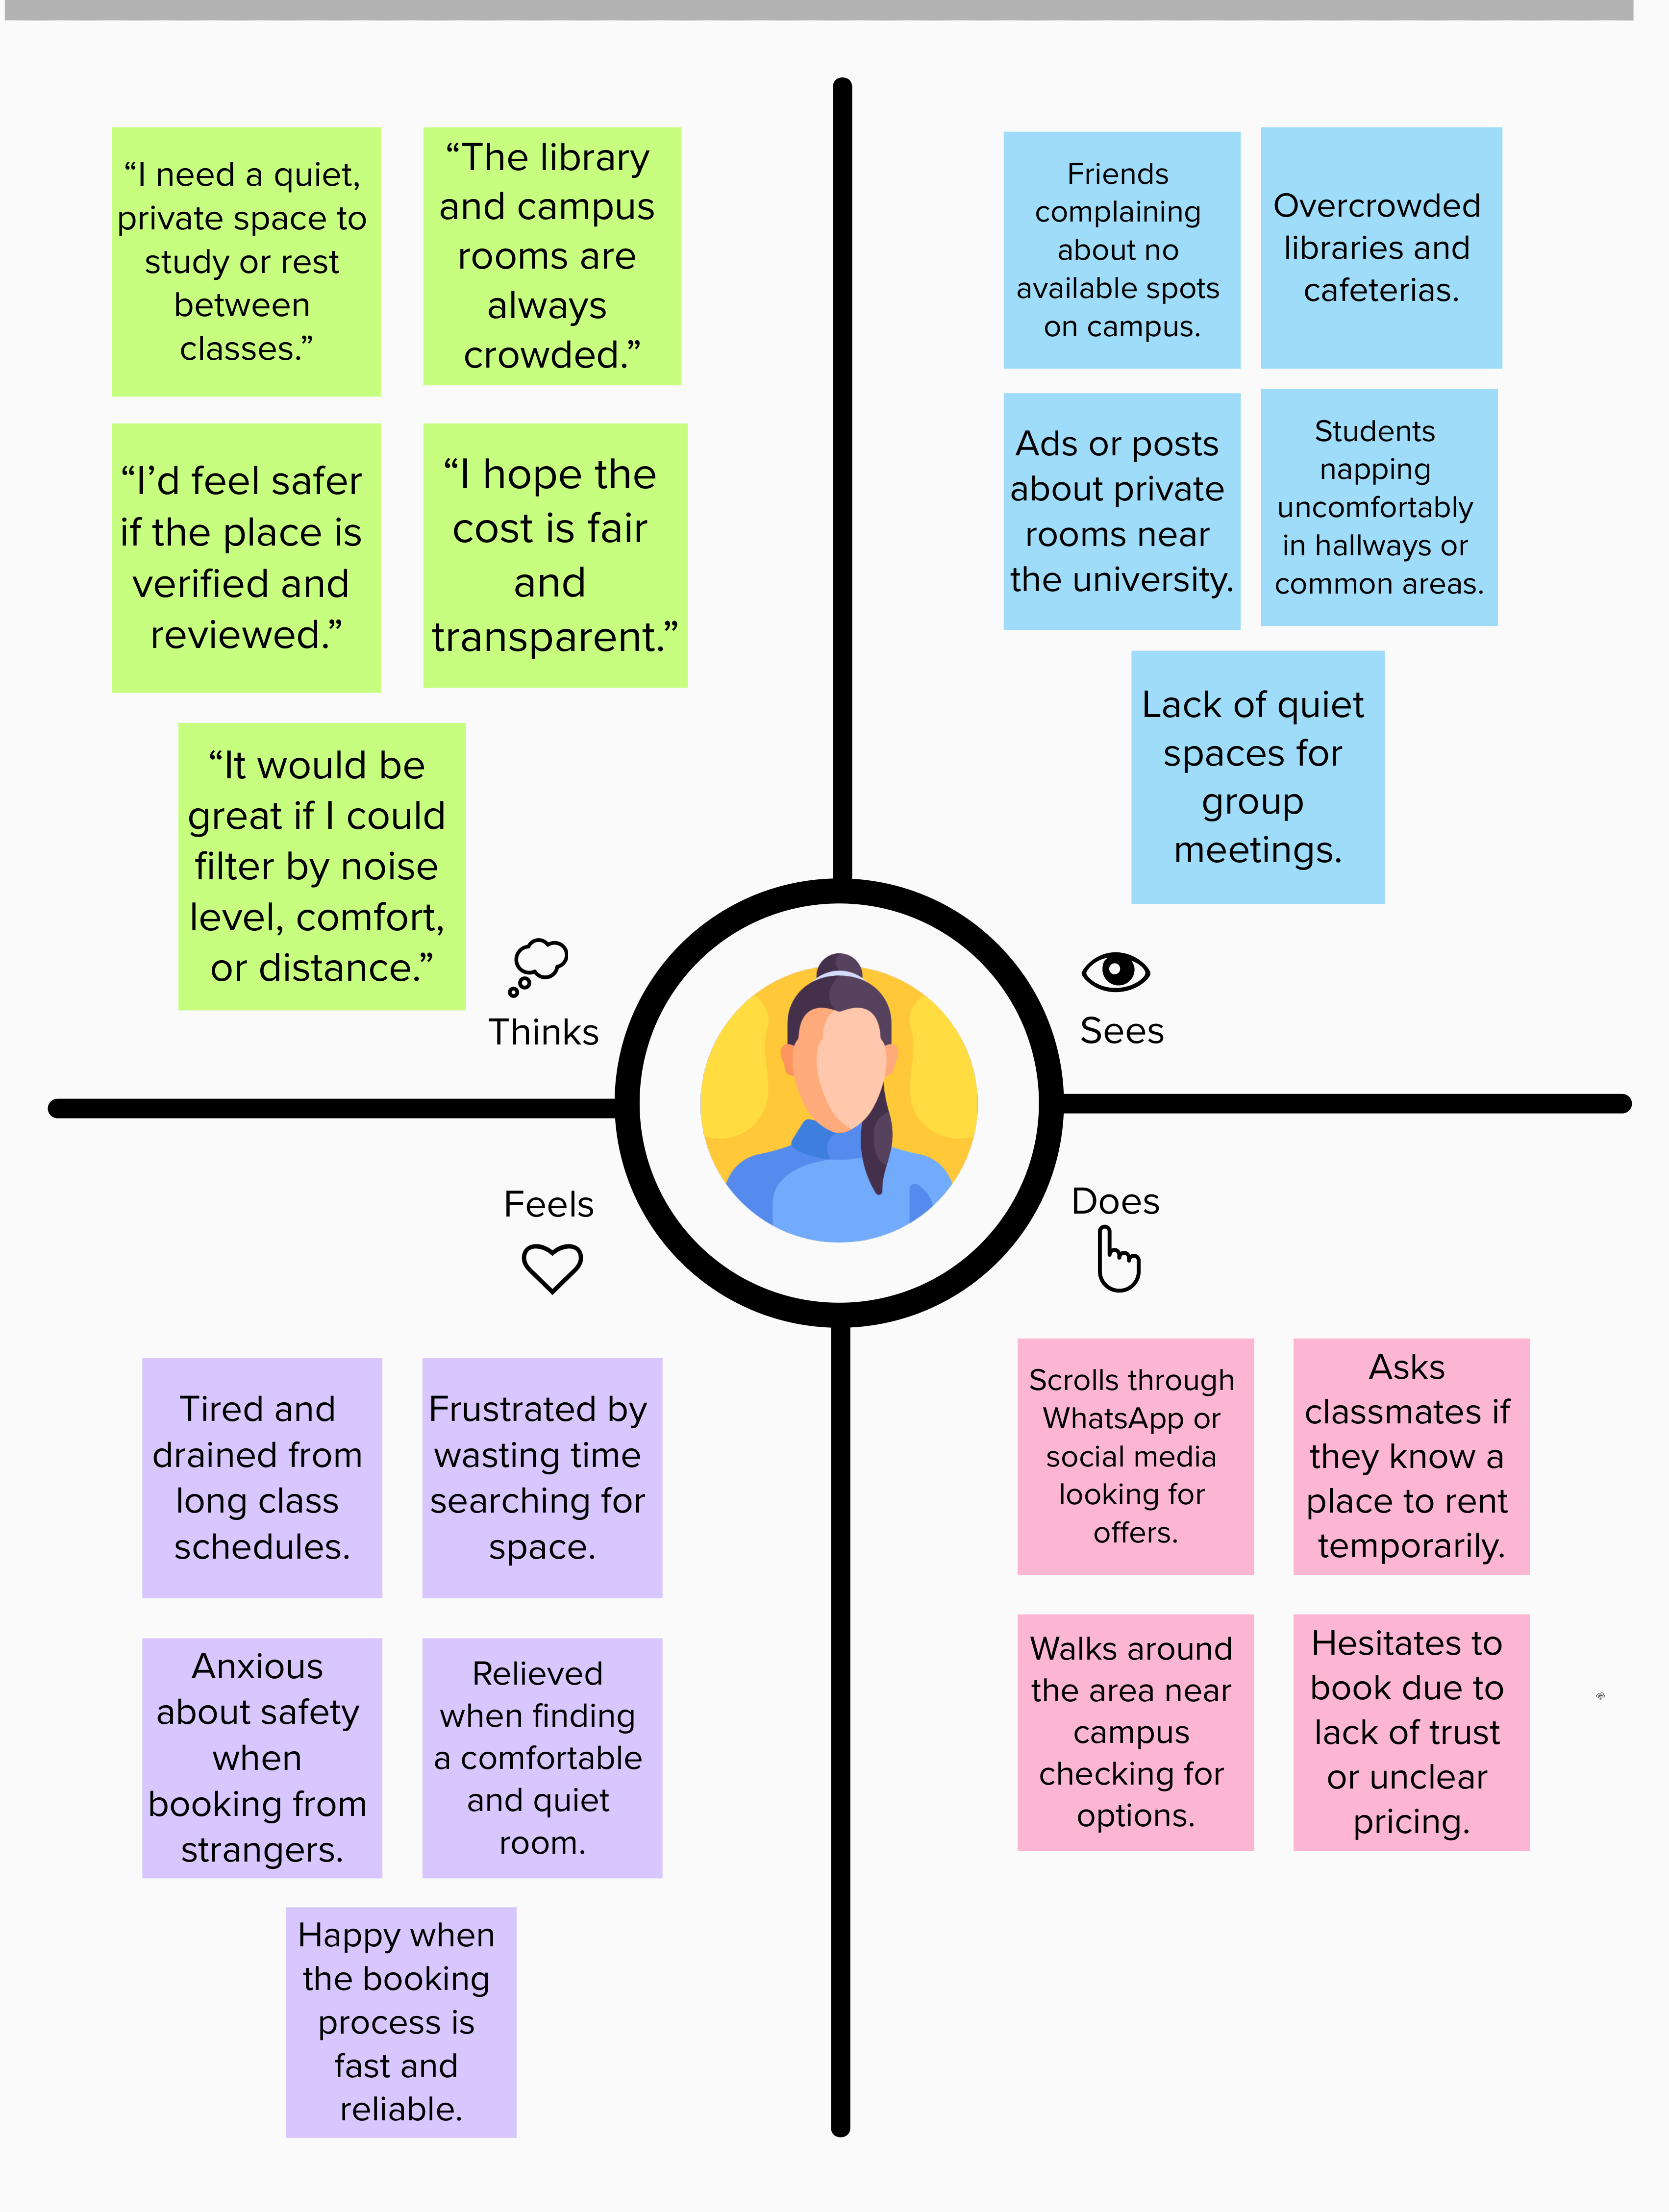 “I need a quiet,
private space to
study or rest
between
classes.”
“The library
and campus
rooms are
always
crowded.”
“I’d feel safer
if the place is
verified and
reviewed.”
“I hope the
cost is fair
and
transparent.”
“It would be
great if I could
filter by noise
level, comfort,
or distance.”
Thinks
Friends
complaining
about no
available spots
on campus.
Overcrowded
libraries and
cafeterias.
Ads or posts
about private
rooms near
the university.
Students
napping
uncomfortably
in hallways or
common areas.
Lack of quiet
spaces for
group
meetings.
Sees
Feels
Tired and
drained from
long class
schedules.
Frustrated by
wasting time
searching for
space.
Anxious
about safety
when
booking from
strangers.
Relieved
when finding
a comfortable
and quiet
room.
Happy when
the booking
process is
fast and
reliable.
Does
Scrolls through
WhatsApp or
social media
looking for
offers.
Asks
classmates if
they know a
place to rent
temporarily.
Walks around
the area near
campus
checking for
options.
Hesitates to
book due to
lack of trust
or unclear
pricing.